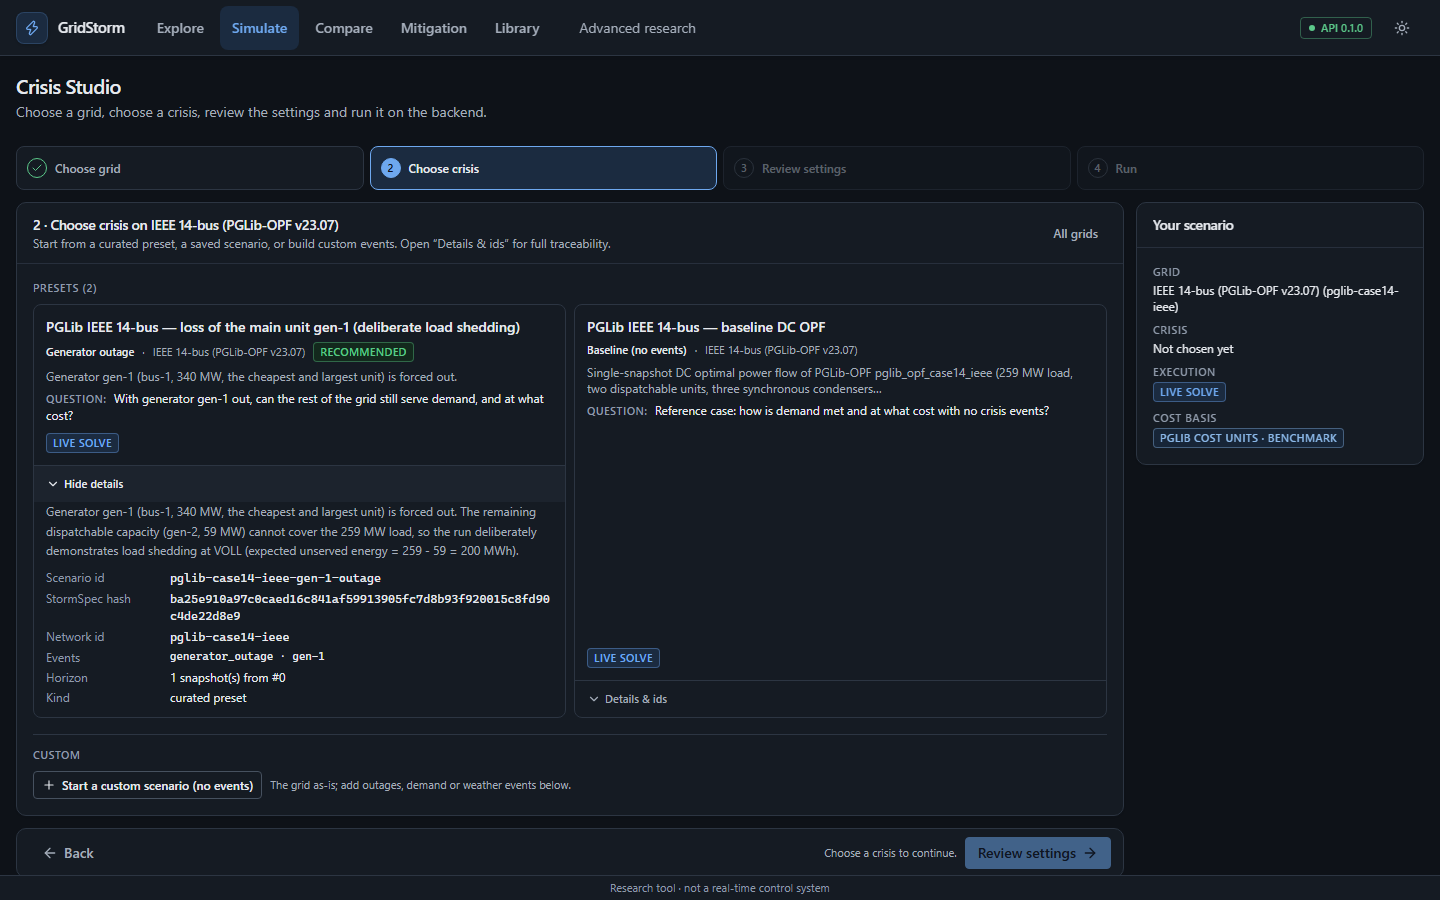 GridStorm
Explore
Simulate
Compare
Mitigation
Library
Advanced research
API 0.1.0
Crisis Studio
Choose a grid, choose a crisis, review the settings and run it on the backend.
Choose grid
2 Choose crisis
3 Review settings
4 Run
2 · Choose crisis on IEEE 14-bus (PGLib-OPF v23.07)
Start from a curated preset, a saved scenario, or build custom events. Open “Details & ids” for full traceability.
All grids
PRESETS (2)
PGLib IEEE 14-bus — loss of the main unit gen-1 (deliberate load shedding)
Generator outage · IEEE 14-bus (PGLib-OPF v23.07) RECOMMENDED
Generator gen-1 (bus-1, 340 MW, the cheapest and largest unit) is forced out.
QUESTION: With generator gen-1 out, can the rest of the grid still serve demand, and at what
cost?
LIVE SOLVE
Hide details
Generator gen-1 (bus-1, 340 MW, the cheapest and largest unit) is forced out. The remaining
dispatchable capacity (gen-2, 59 MW) cannot cover the 259 MW load, so the run deliberately
demonstrates load shedding at VOLL (expected unserved energy = 259 - 59 = 200 MWh).
Scenario id pglib-case14-ieee-gen-1-outage
StormSpec hash ba25e910a97c0caed16c841af59913905fc7d8b93f920015c8fd90
c4de22d8e9
Network id pglib-case14-ieee
Events generator_outage · gen-1
Horizon 1 snapshot(s) from #0
Kind curated preset
PGLib IEEE 14-bus — baseline DC OPF
Baseline (no events) · IEEE 14-bus (PGLib-OPF v23.07)
Single-snapshot DC optimal power flow of PGLib-OPF pglib_opf_case14_ieee (259 MW load,
two dispatchable units, three synchronous condensers...
QUESTION: Reference case: how is demand met and at what cost with no crisis events?
LIVE SOLVE
Details & ids
CUSTOM
+ Start a custom scenario (no events)
The grid as-is; add outages, demand or weather events below.
← Back
Choose a crisis to continue.
Review settings →
Your scenario
GRID
IEEE 14-bus (PGLib-OPF v23.07) (pglib-case14-
ieee)
CRISIS
Not chosen yet
EXECUTION
LIVE SOLVE
COST BASIS
PGLIB COST UNITS · BENCHMARK
Research tool · not a real-time control system